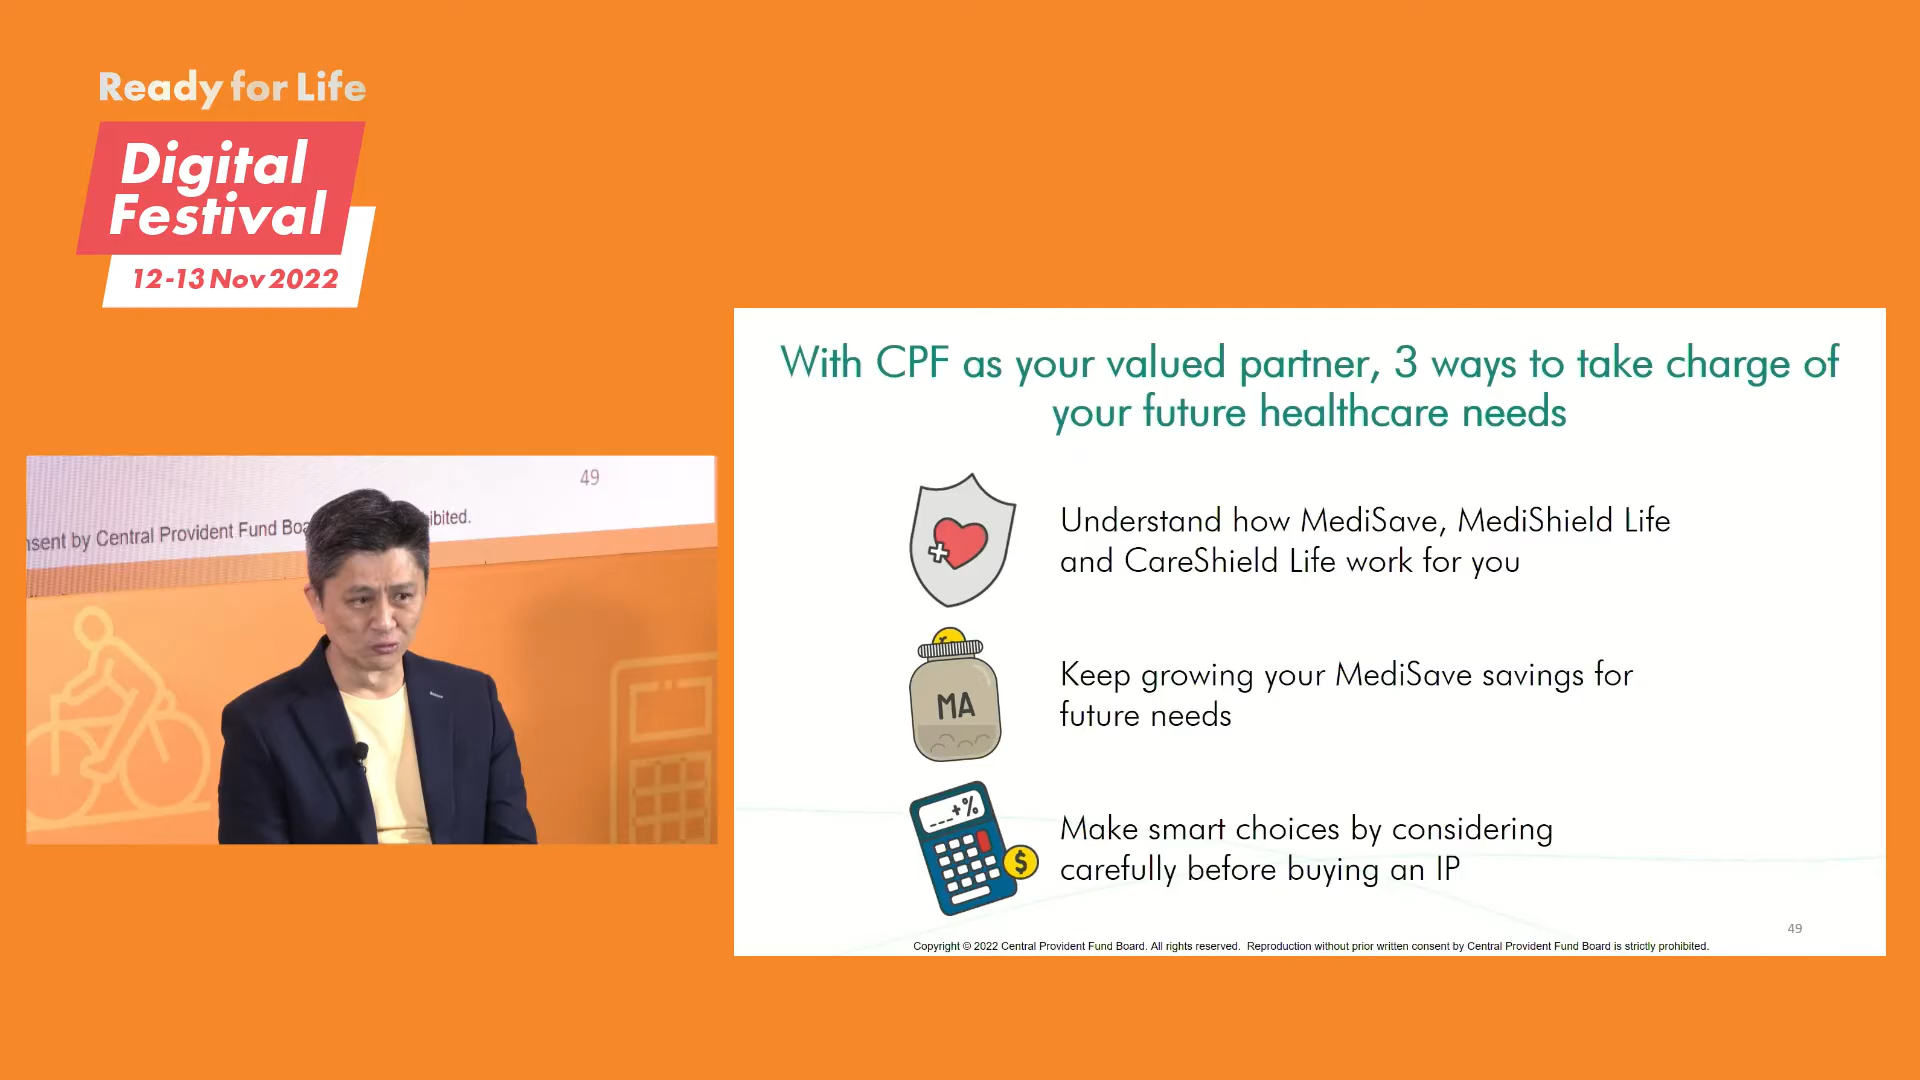 Ready for Life
Digital
Festival
12-13 Nov 2022
49
nsent by Central Provident Fund Boa ibited.
With CPF as your valued partner, 3 ways to take charge of
your future healthcare needs
Understand how MediSave, MediShield Life
and CareShield Life work for you
MA
Keep growing your MediSave savings for
future needs
+%
$
Make smart choices by considering
carefully before buying an IP
49
Copyright © 2022 Central Provident Fund Board. All rights reserved. Reproduction without prior written consent by Central Provident Fund Board is strictly prohibited.